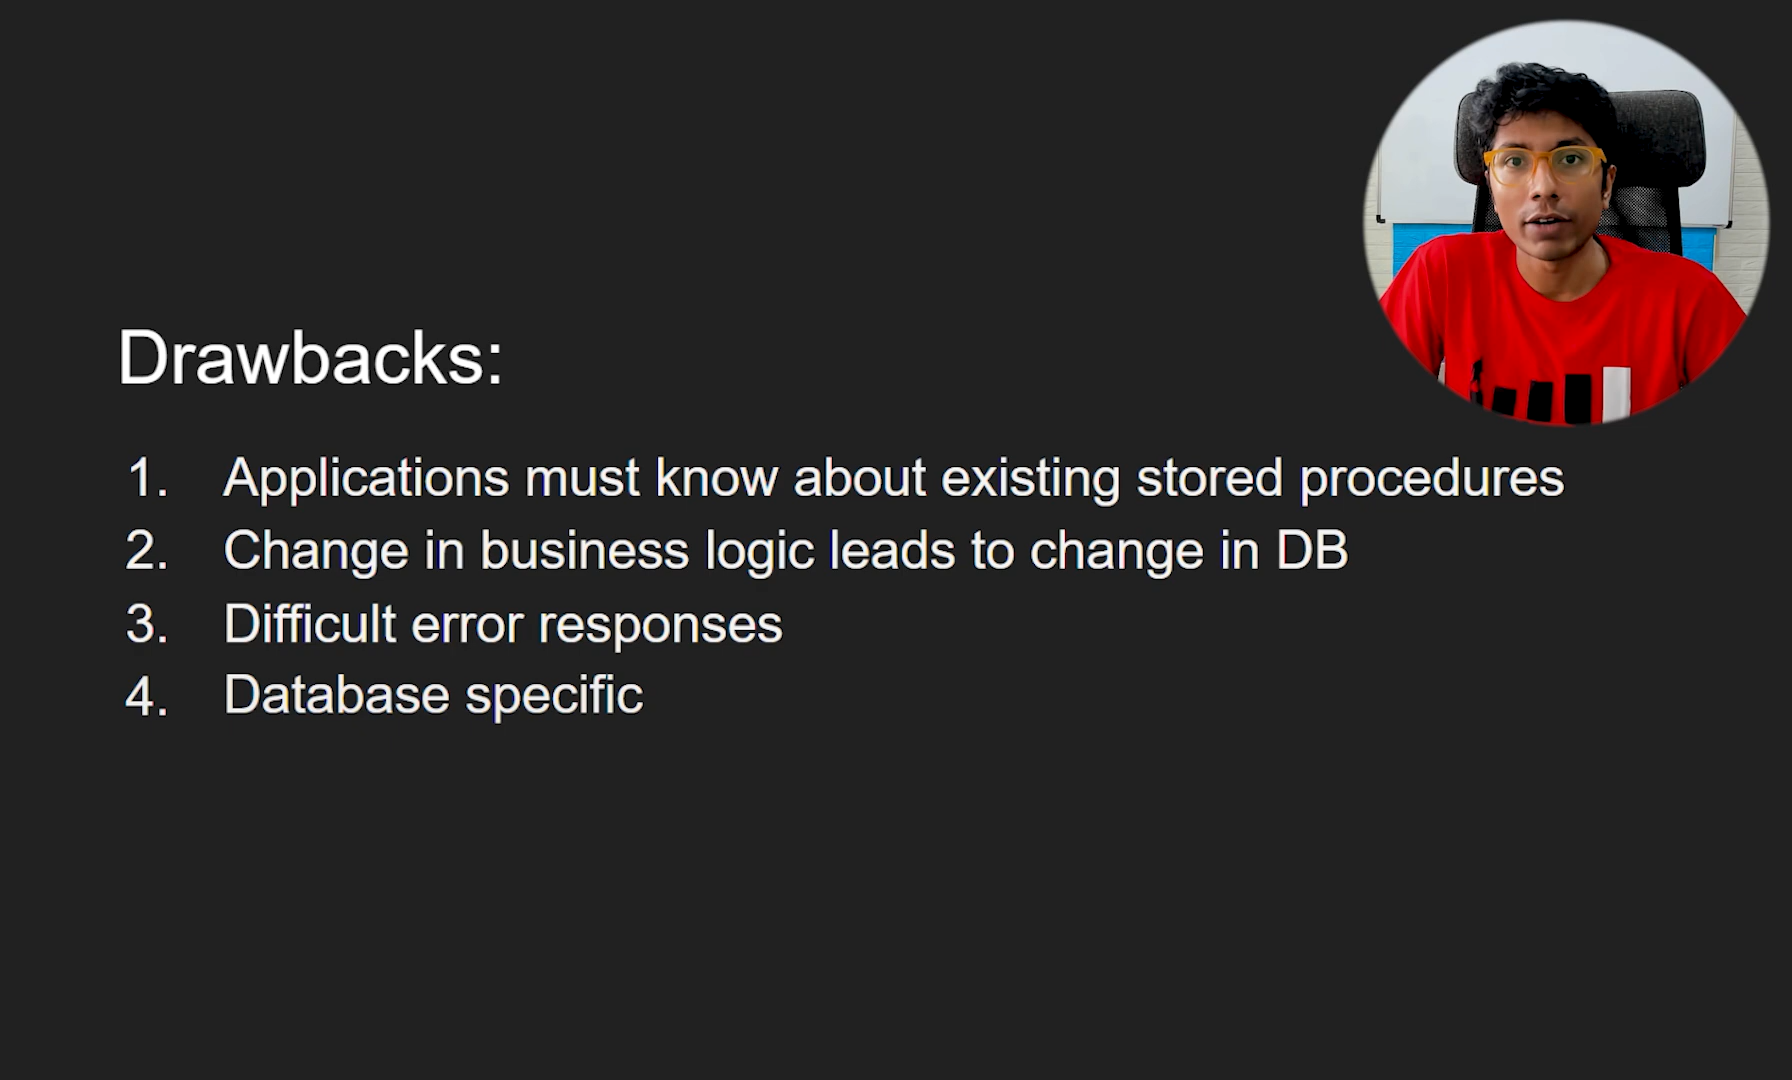 Drawbacks:
1. Applications must know about existing stored procedures
2. Change in business logic leads to change in DB
3. Difficult error responses
4. Database specific